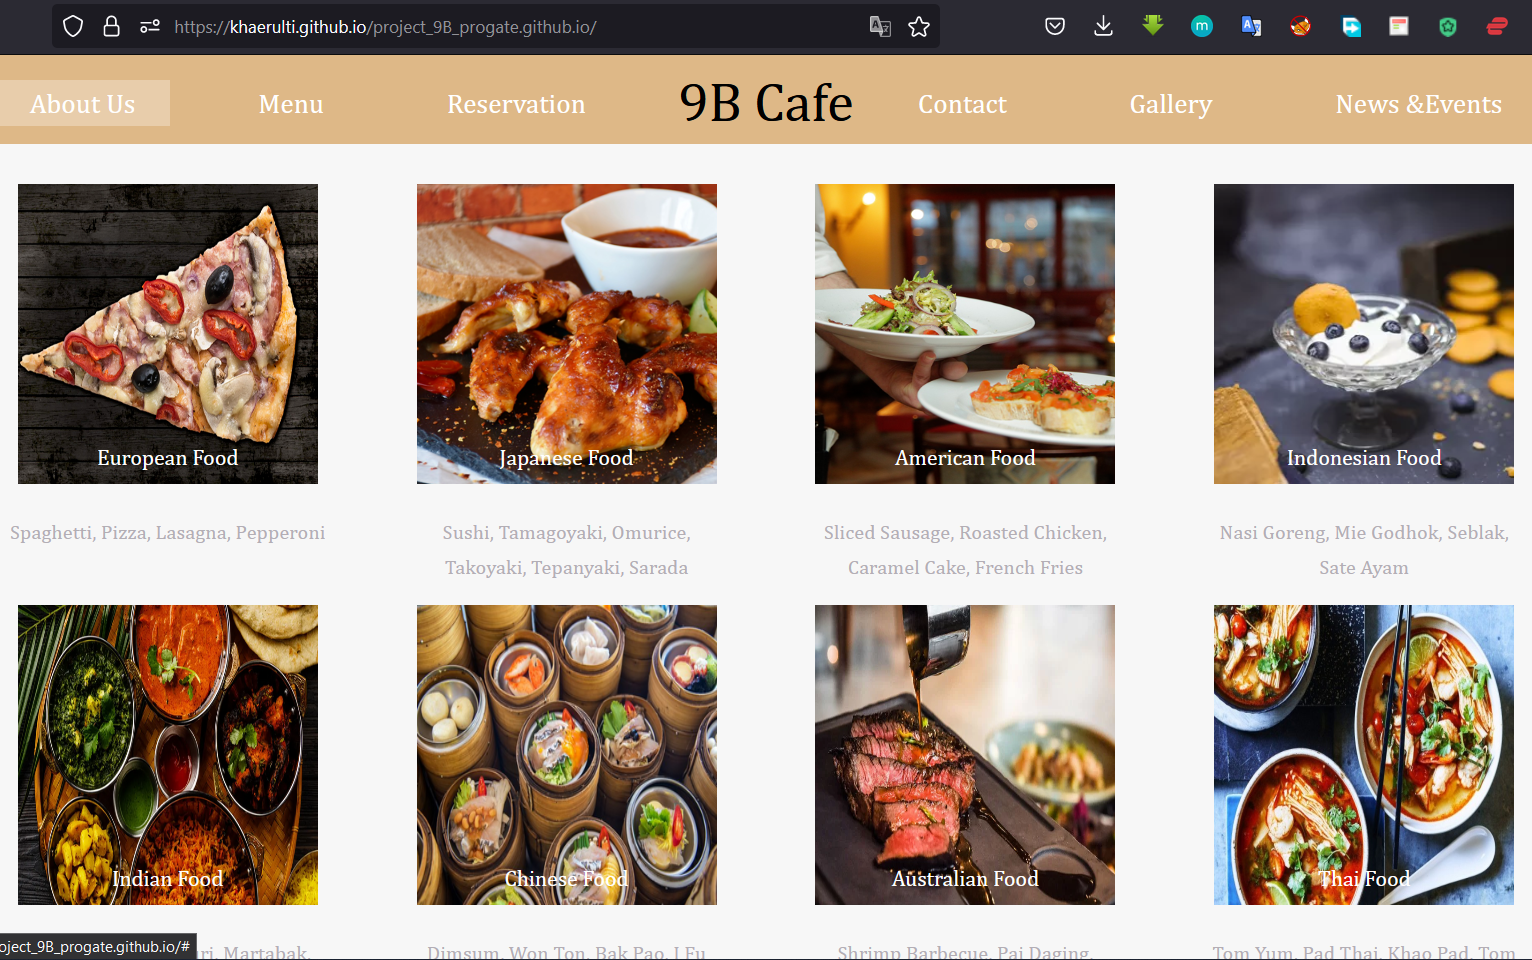 https://khaerulti.github.io/project_9B_progate.github.io/
About Us Menu Reservation 9B Cafe Contact Gallery News &Events
European Food Japanese Food American Food Indonesian Food
Spaghetti, Pizza, Lasagna, Pepperoni
Sushi, Tamagoyaki, Omurice,
Takoyaki, Tepanyaki, Sarada
Sliced Sausage, Roasted Chicken,
Caramel Cake, French Fries
Nasi Goreng, Mie Godhok, Seblak,
Sate Ayam
Indian Food Chinese Food Australian Food Thai Food
Martabak,
Dimsum, Won Ton, Bak Pao, I Fu
Shrimp Barbecue, Pai Daging,
Tom Yum, Pad Thai, Khao Pad, Tom
oject_9B_progate.github.io/#